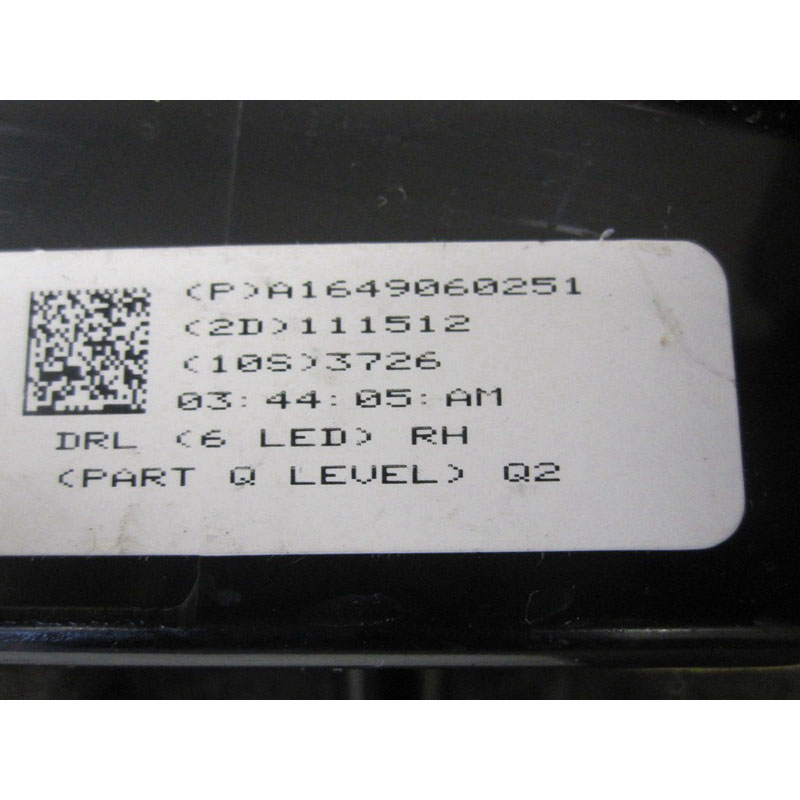 (P)A1649060251
(2D)111512
(10S)3726
03:44:05:AM
DRL (6 LED) RH
(PART Q LEVEL) Q2